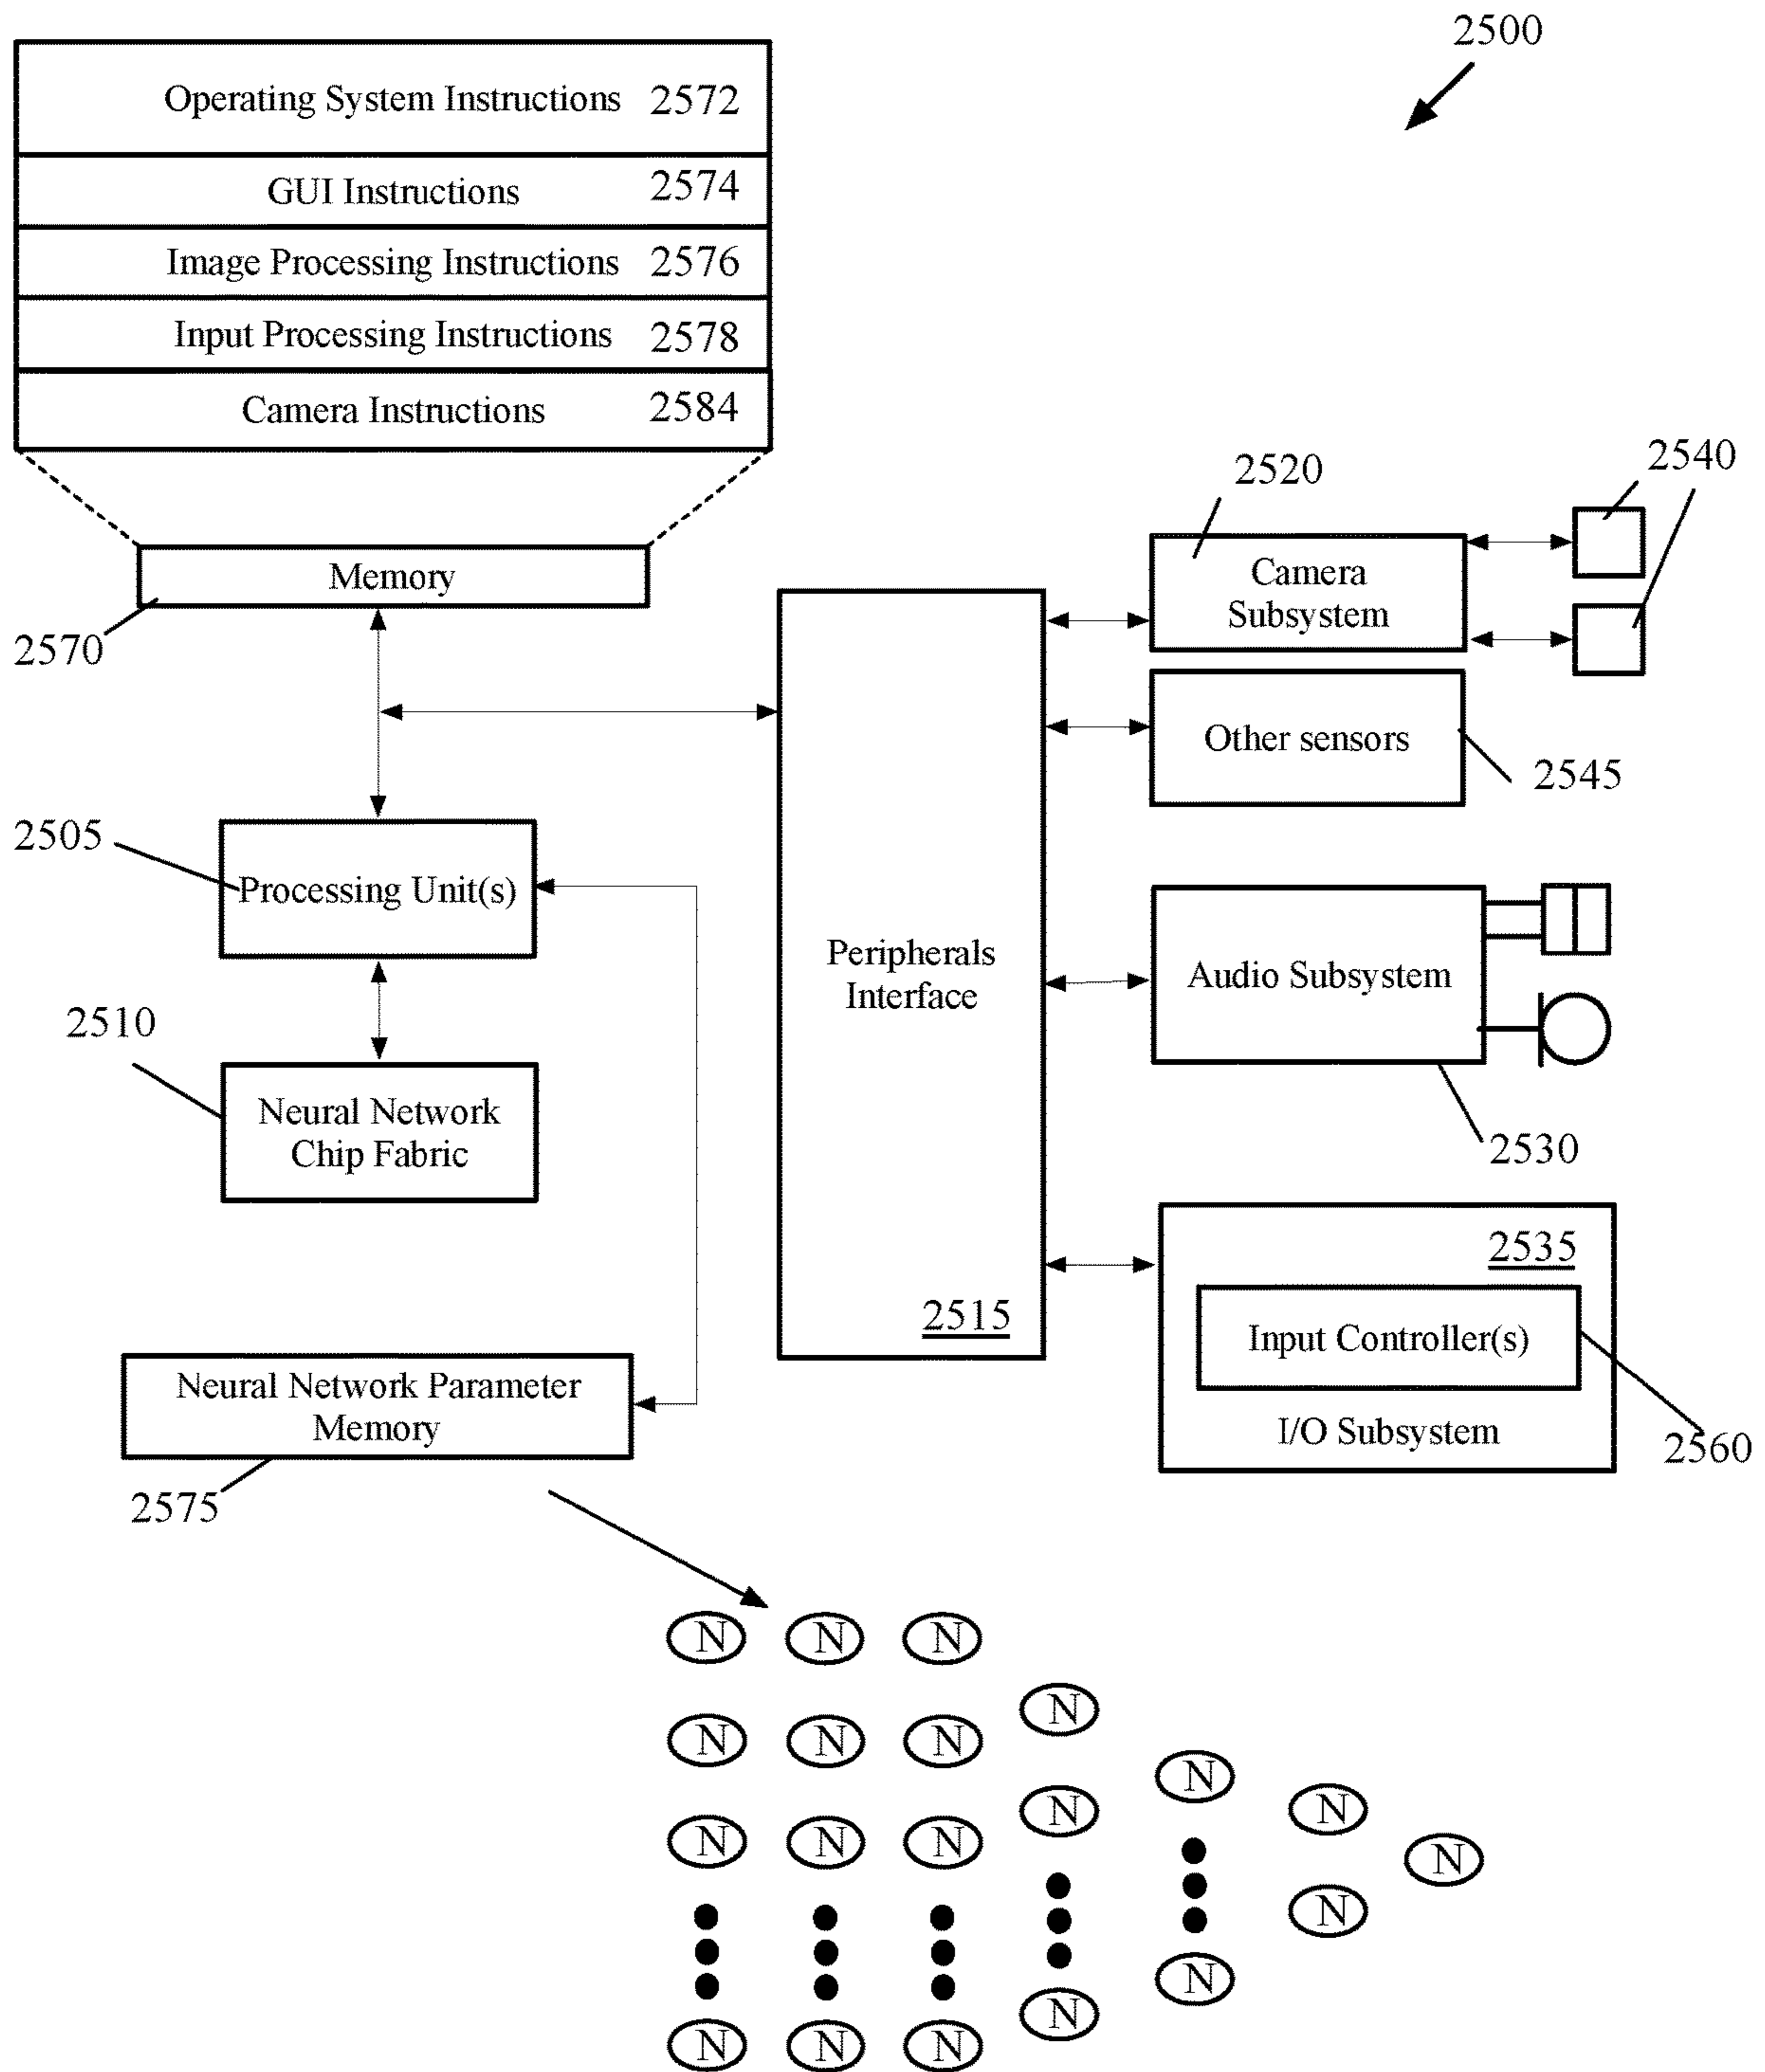 2500
Operating System Instructions 2572
GUI Instructions 2574
Image Processing Instructions 2576
Input Processing Instructions 2578
Camera Instructions 2584
Memory
2570
2520
2540
Camera
Subsystem
Other sensors
2545
2505
Processing Unit(s)
2510
Neural Network
Chip Fabric
Peripherals
Interface
2515
Audio Subsystem
2530
2535
Input Controller(s)
I/O Subsystem
2560
Neural Network Parameter
Memory
2575
N N N
N
N N N
N
N
N
N N N
N
N
N
N
N
N N N